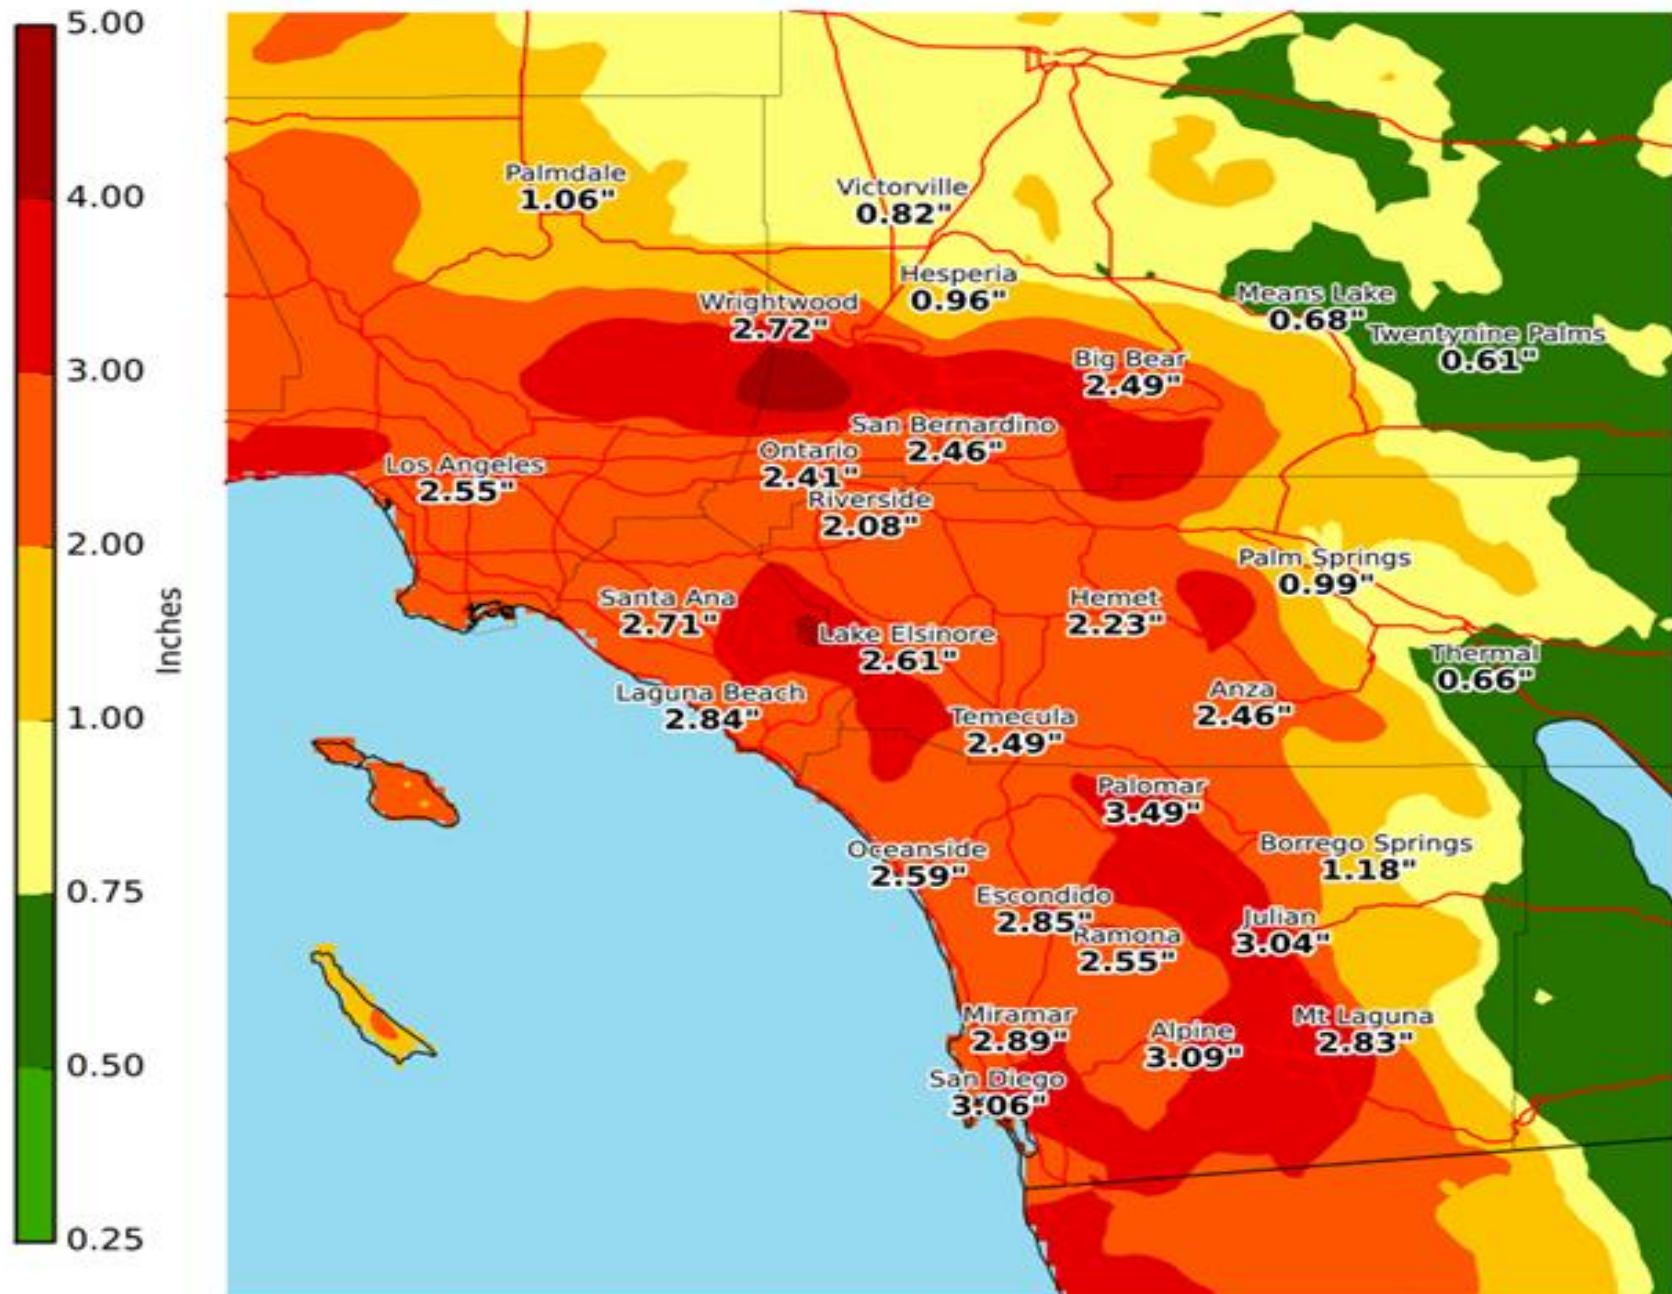 5.00
4.00
3.00
2.00
1.00
0.75
0.50
0.25
Inches
Palmdale
1.06"
Victorville
0.82"
Hesperia
0.96"
Wrightwood
2.72"
Means Lake
0.68"
Twentynine Palms
0.61"
Big Bear
2.49"
San Bernardino
2.46"
Ontario
2.41"
Los Angeles
2.55"
Riverside
2.08"
Palm Springs
0.99"
Santa Ana
2.71"
Hemet
2.23"
Lake Elsinore
2.61"
Thermal
0.66"
Laguna Beach
2.84"
Anza
2.46"
Temecula
2.49"
Palomar
3.49"
Oceanside
2.59"
Borrego Springs
1.18"
Escondido
2.85"
Ramona
2.55"
Julian
3.04"
Miramar
2.89"
Alpine
3.09"
Mt Laguna
2.83"
San Diego
3.06"